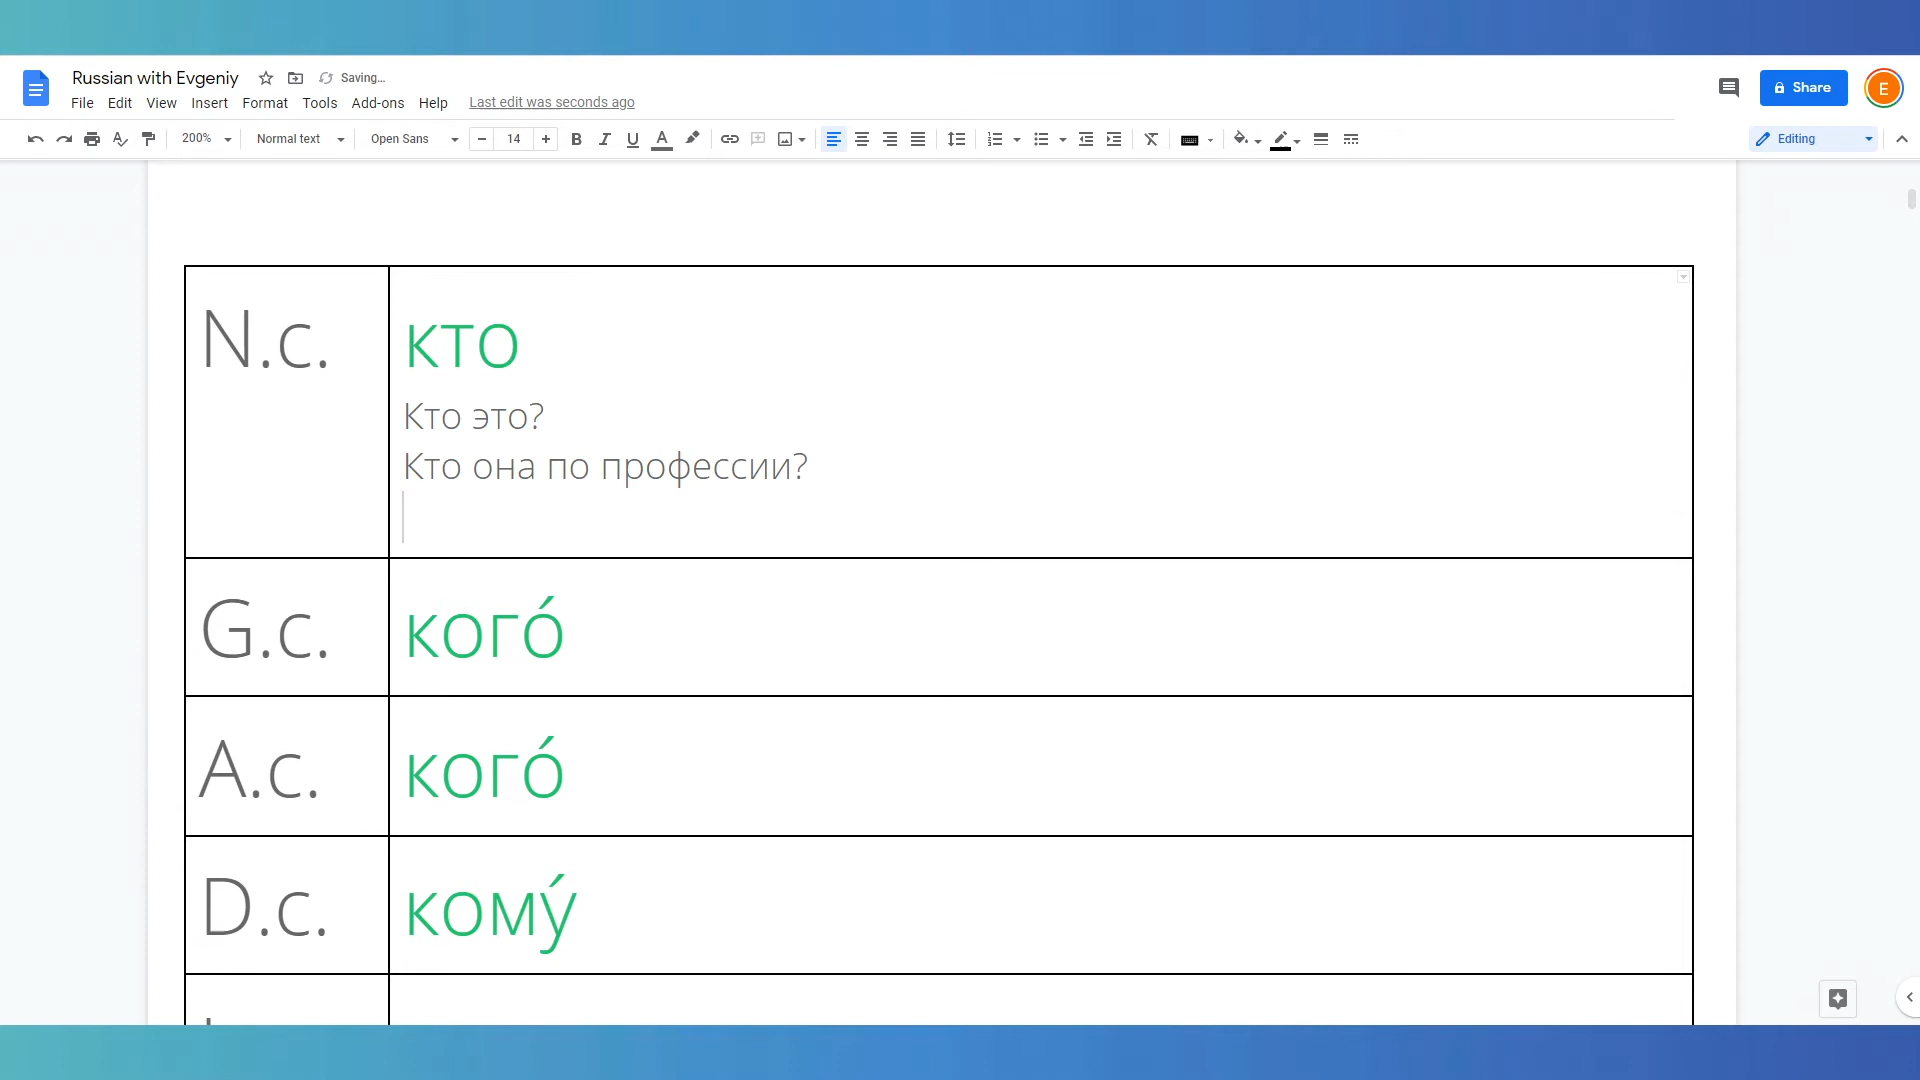 Russian with Evgeniy
Saving...
File Edit View Insert Format Tools Add-ons Help Last edit was seconds ago
Share
E
200% Normal text Open Sans 14 B I U A Editing
N.c. кто
Кто это?
Кто она по профессии?
G.c. кого́
A.c. кого́
D.c. кому́